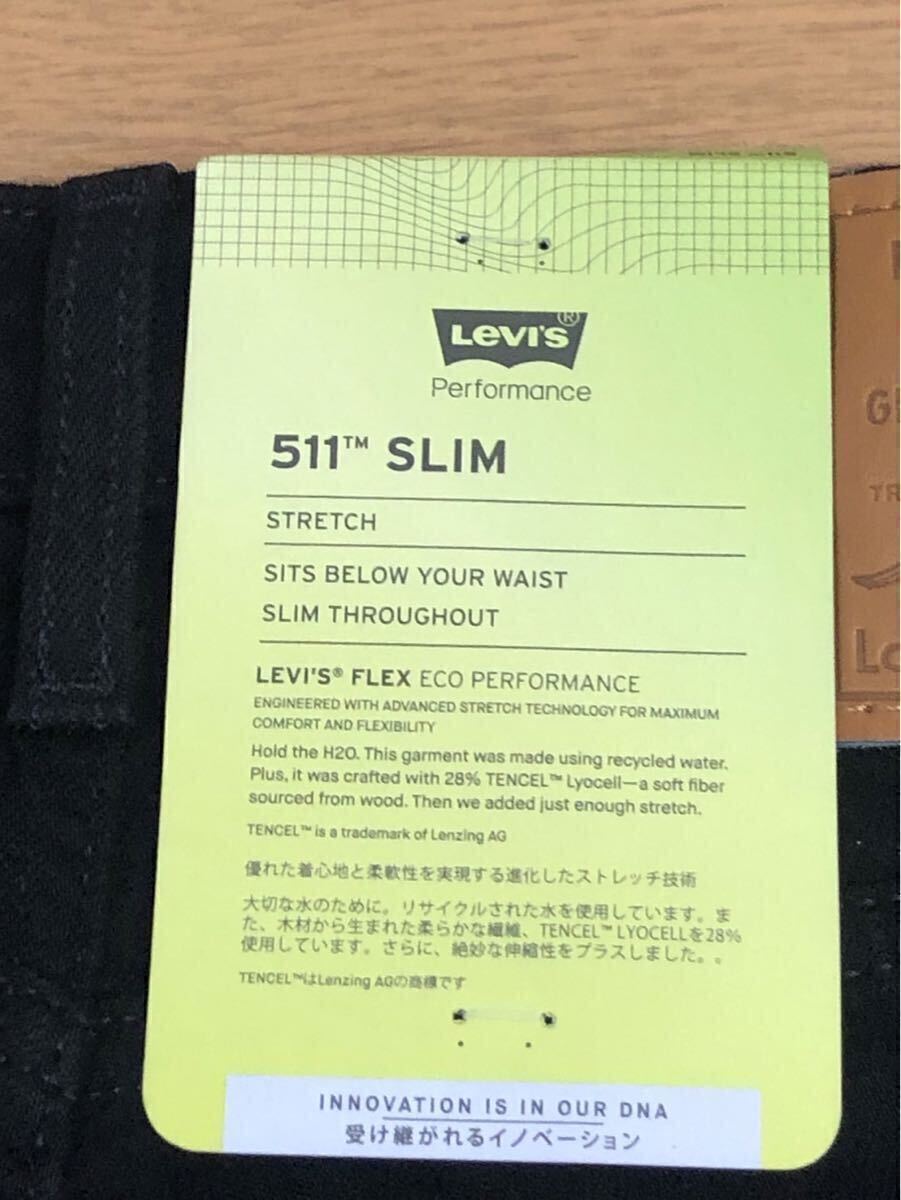 LEVI'S®
Performance
511™ SLIM
STRETCH
SITS BELOW YOUR WAIST
SLIM THROUGHOUT
LEVI'S® FLEX ECO PERFORMANCE
ENGINEERED WITH ADVANCED STRETCH TECHNOLOGY FOR MAXIMUM
COMFORT AND FLEXIBILITY
Hold the H2O. This garment was made using recycled water.
Plus, it was crafted with 28% TENCEL™ Lyocell—a soft fiber
sourced from wood. Then we added just enough stretch.
TENCEL™ is a trademark of Lenzing AG
優れた着心地と柔軟性を実現する進化したストレッチ技術
大切な水のために。リサイクルされた水を使用しています。ま
た、木材から生まれた柔らかな繊維、TENCEL™ LYOCELLを28%
使用しています。さらに、絶妙な伸縮性をプラスしました。。
TENCEL™はLenzing AGの商標です
INNOVATION IS IN OUR DNA
受け継がれるイノベーション